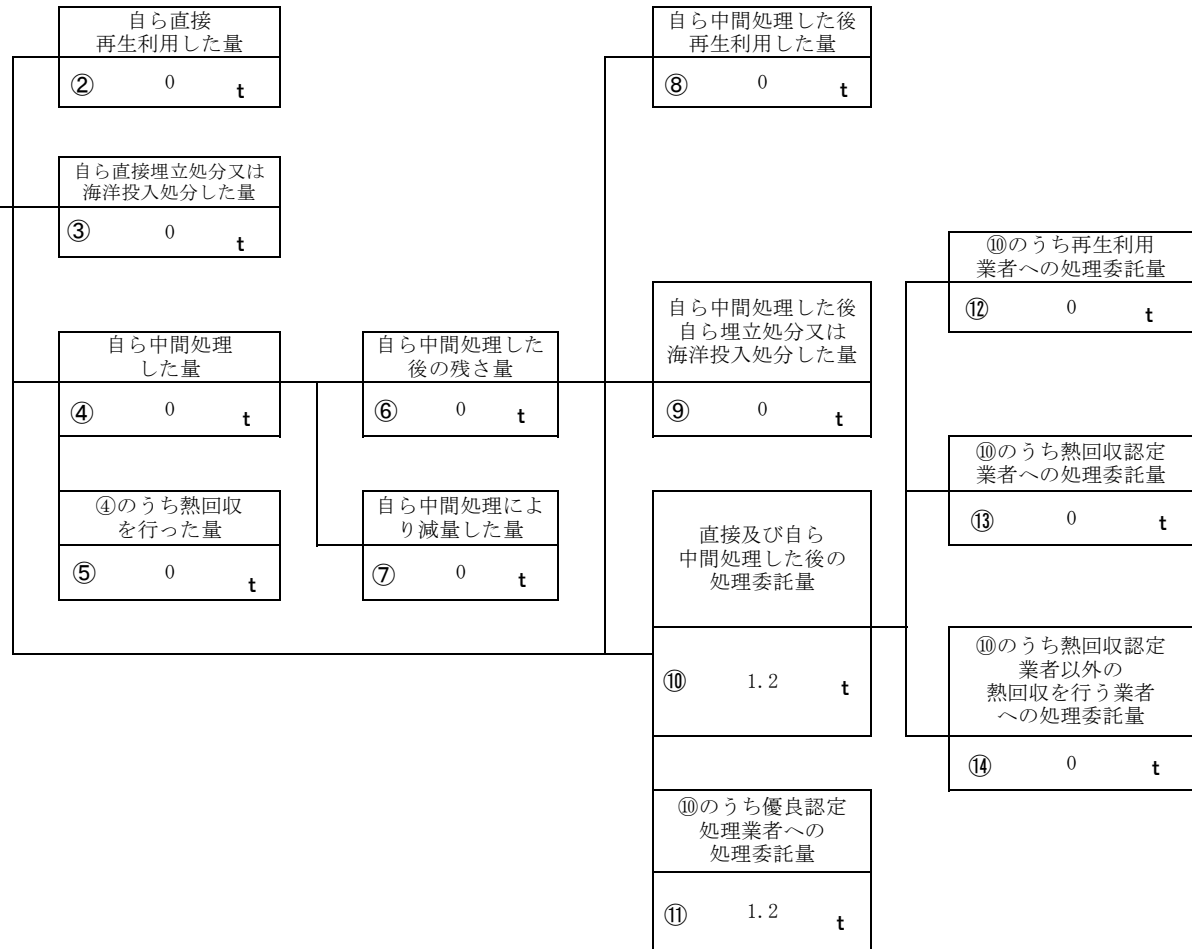 自ら直接
再生利用した量
② 0 t
自ら中間処理した後
再生利用した量
⑧ 0 t
自ら直接埋立処分又は
海洋投入処分した量
③ 0 t
⑩のうち再生利用
業者への処理委託量
⑫ 0 t
自ら中間処理
した量
④ 0 t
自ら中間処理した
後の残さ量
⑥ 0 t
自ら中間処理した後
自ら埋立処分又は
海洋投入処分した量
⑨ 0 t
⑩のうち熱回収認定
業者への処理委託量
⑬ 0 t
④のうち熱回収
を行った量
⑤ 0 t
自ら中間処理によ
り減量した量
⑦ 0 t
直接及び自ら
中間処理した後の
処理委託量
⑩ 1.2 t
⑩のうち熱回収認定
業者以外の
熱回収を行う業者
への処理委託量
⑭ 0 t
⑩のうち優良認定
処理業者への
処理委託量
⑪ 1.2 t